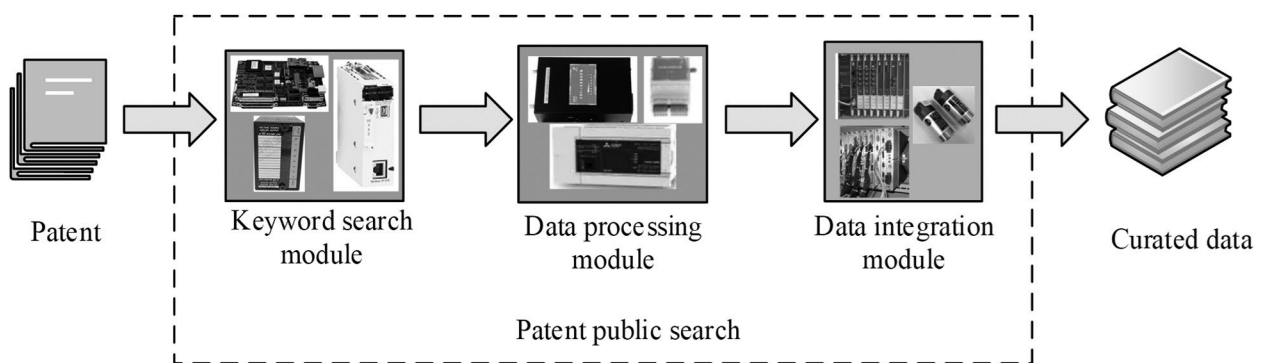 Patent
Keyword search
module
Data processing
module
Data integration
module
Curated data
Patent public search